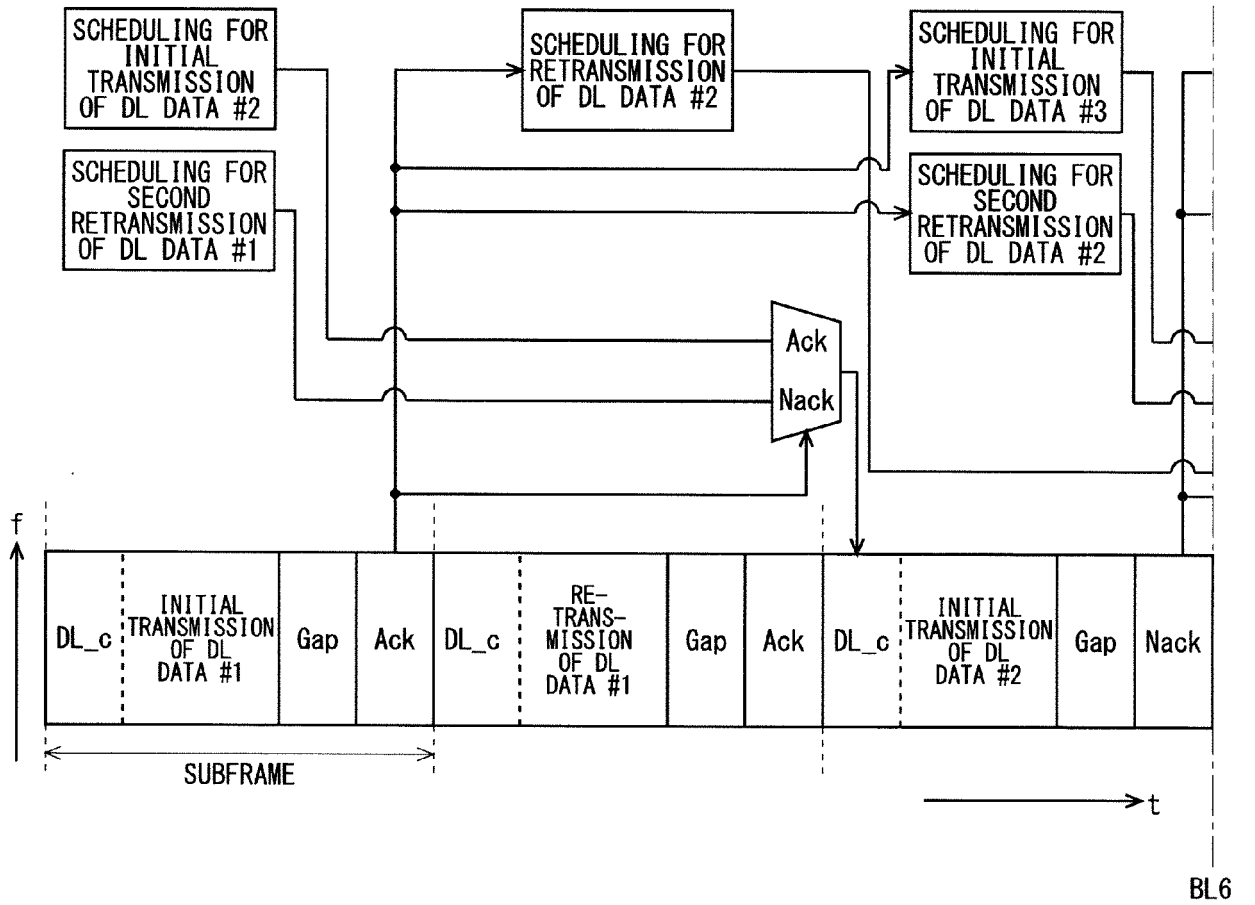 SCHEDULING FOR
INITIAL
TRANSMISSION
OF DL DATA #2
SCHEDULING FOR
RETRANSMISSION
OF DL DATA #2
SCHEDULING FOR
INITIAL
TRANSMISSION
OF DL DATA #3
SCHEDULING FOR
SECOND
RETRANSMISSION
OF DL DATA #1
SCHEDULING FOR
SECOND
RETRANSMISSION
OF DL DATA #2
Ack
Nack
f
DL_c
INITIAL
TRANSMISSION
OF DL
DATA #1
Gap
Ack
DL_c
RE-
TRANS-
MISSION
OF DL
DATA #1
Gap
Ack
DL_c
INITIAL
TRANSMISSION
OF DL
DATA #2
Gap
Nack
SUBFRAME
t
BL6